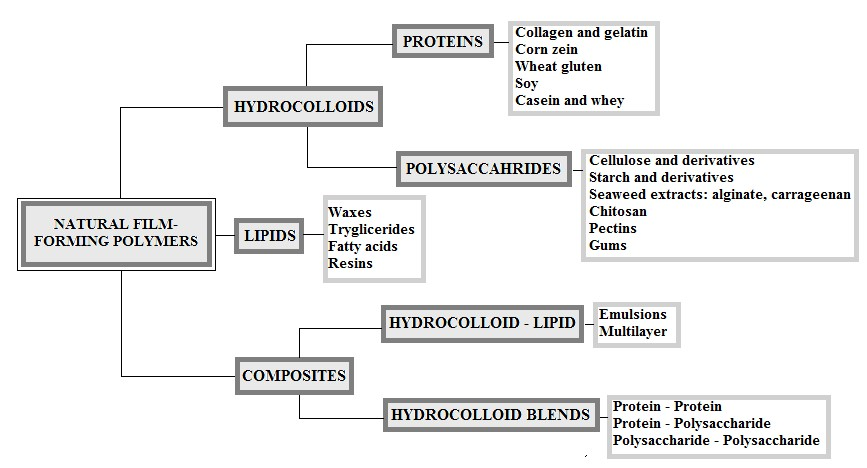 PROTEINS
Collagen and gelatin
Corn zein
Wheat gluten
Soy
Casein and whey
HYDROCOLLOIDS
POLYSACCAHRIDES
Cellulose and derivatives
Starch and derivatives
Seaweed extracts: alginate, carrageenan
Chitosan
Pectins
Gums
NATURAL FILM-
FORMING POLYMERS
LIPIDS
Waxes
Tryglicerides
Fatty acids
Resins
HYDROCOLLOID - LIPID
Emulsions
Multilayer
COMPOSITES
HYDROCOLLOID BLENDS
Protein - Protein
Protein - Polysaccharide
Polysaccharide - Polysaccharide